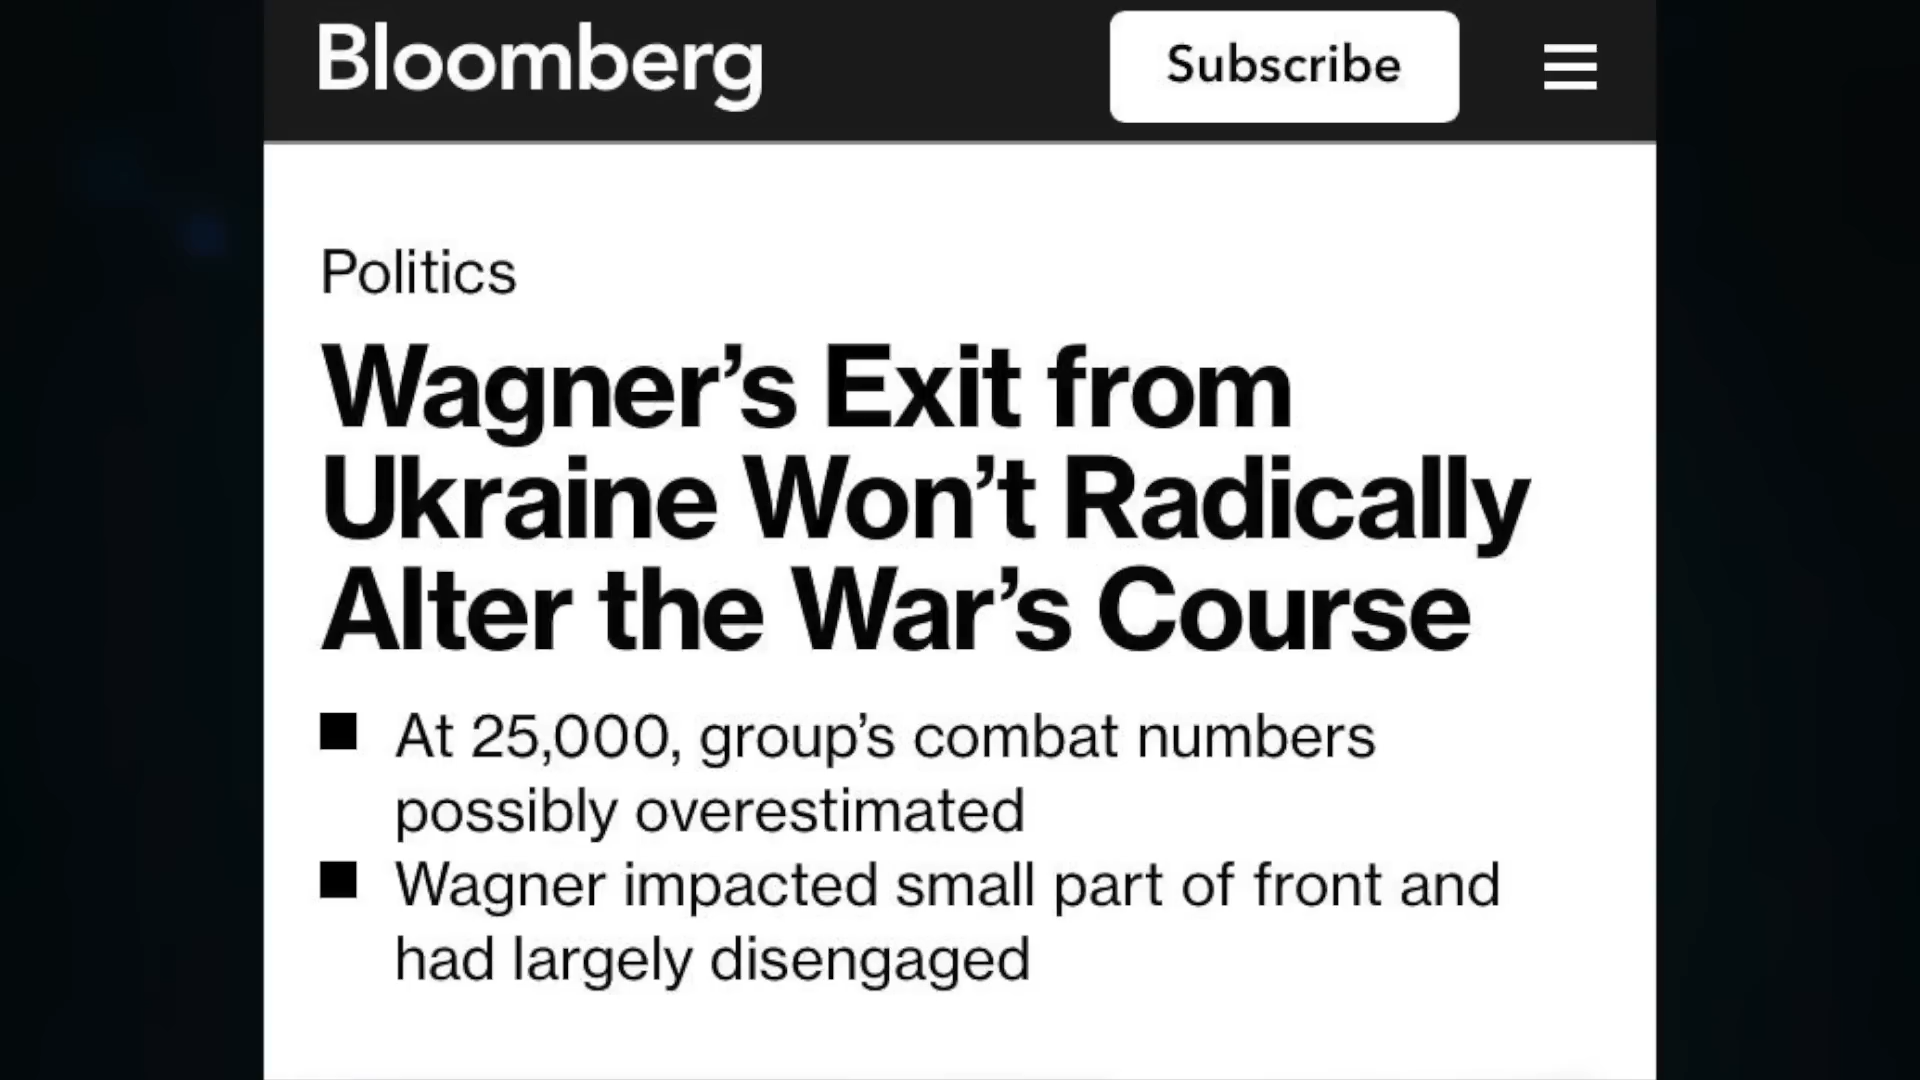 Bloomberg
Subscribe
Politics
Wagner’s Exit from
Ukraine Won’t Radically
Alter the War’s Course
■ At 25,000, group’s combat numbers
possibly overestimated
■ Wagner impacted small part of front and
had largely disengaged